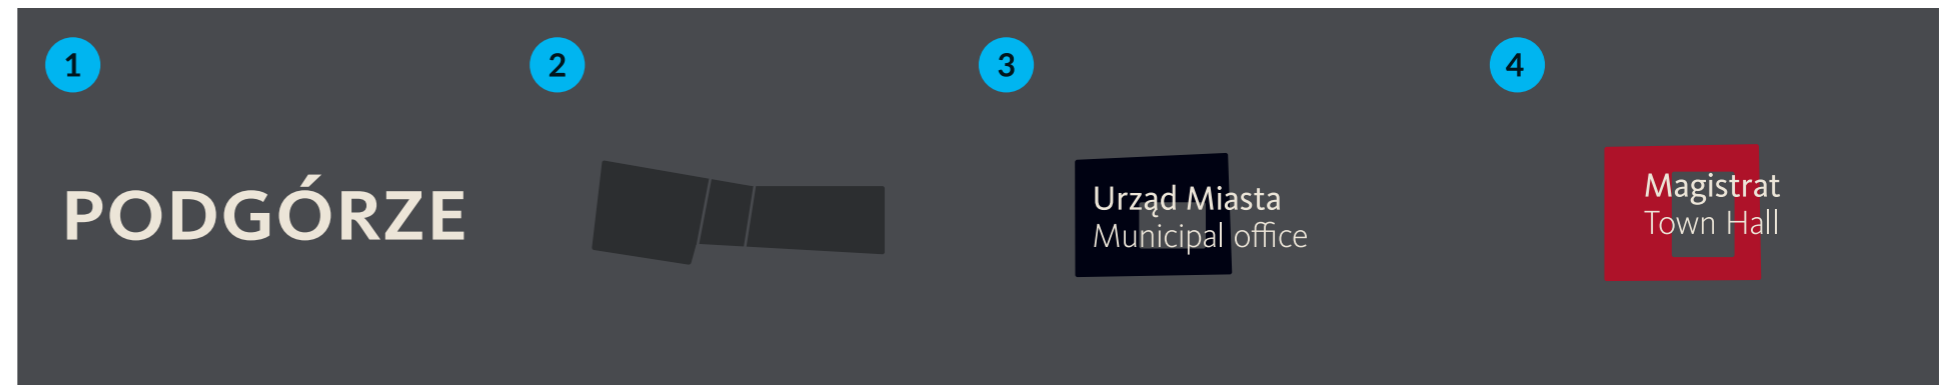 1
2
3
4
PODGÓRZE
Urząd Miasta
Municipal office
Magistrat
Town Hall